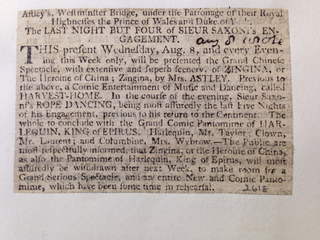 Astley's, Westminster Bridge, under the Patronage of their Royal
Highnesses the Prince of Wales and Duke of
The LAST NIGHT BUT FOUR of SIEUR SAXONI's EN-
GAGEMENT.
THIS present Wednesday, Aug. 8, and every Even-
ing this Week only, will be presented the Grand Chinese
Spectacle, with extensive and superb scenery, of ZINGINA, or
The Heroine of China; Zingina, by Mrs. ASTLEY. Previous to
the above, a Comic Entertainment of Music and Dancing, called
HARVEST-HOME. In the course of the evening, Sieur Saxo-
ni's ROPE DANCING, being most assuredly the last Five Nights
of his Engagement, previous to his return to the Continent. The
whole to conclude with the Grand Comic Pantomime of HAR-
LEQUIN, KING of EPIRUS. Harlequin, Mr. Taylor; Clown,
Mr. Laurent; and Columbine, Mrs. Wybrow.—The Public are
most respectfully informed, that Zingina, or the Heroine of China,
as also the Pantomime of Harlequin, King of Epirus, will most
assuredly be withdrawn after next Week, to make room for a
Grand Serious Spectacle, and an entire New and Comic Panto-
mime, which have been some time in rehearsal.